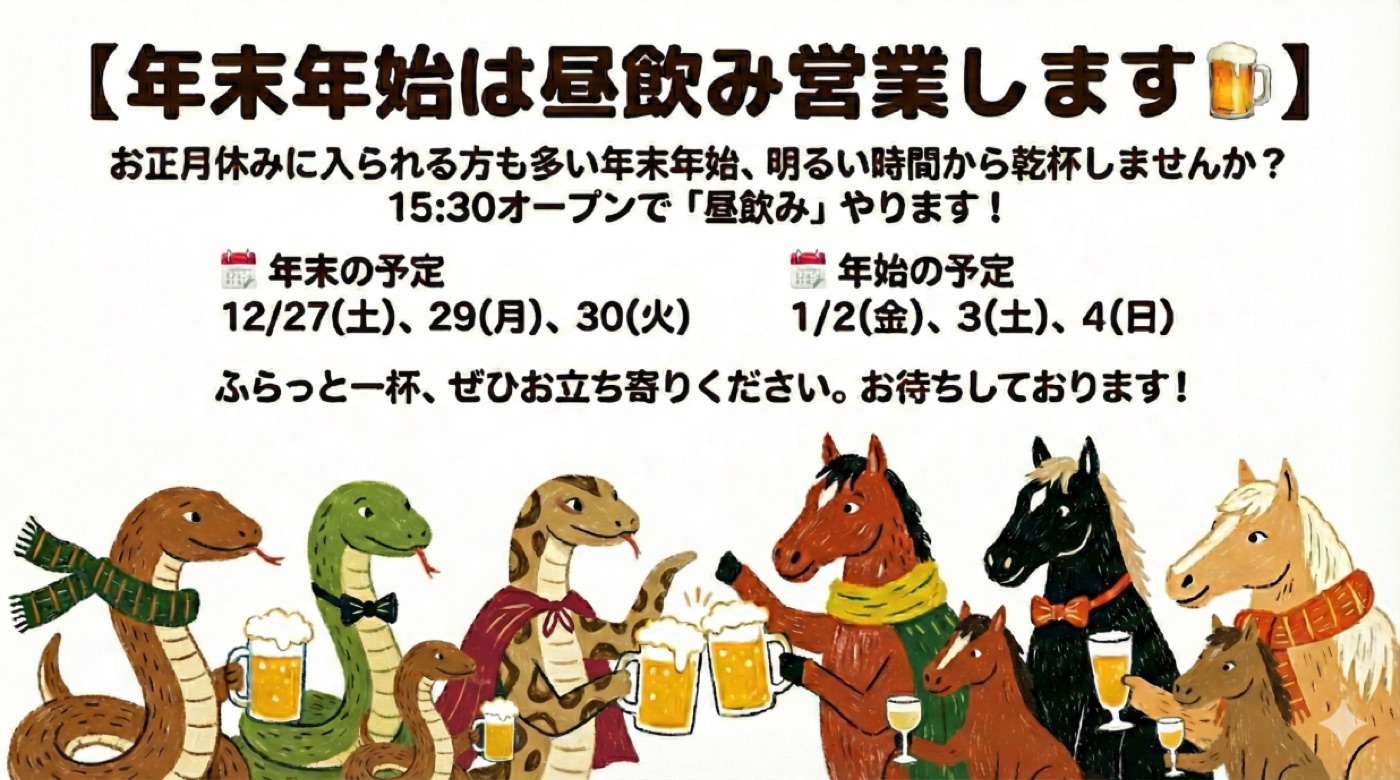 【年末年始は昼飲み営業します🍺】
お正月休みに入られる方も多い年末年始、明るい時間から乾杯しませんか？
15:30オープンで「昼飲み」やります！
🗓️ 年末の予定
12/27(土)、29(月)、30(火)
🗓️ 年始の予定
1/2(金)、3(土)、4(日)
ふらっと一杯、ぜひお立ち寄りください。お待ちしております！